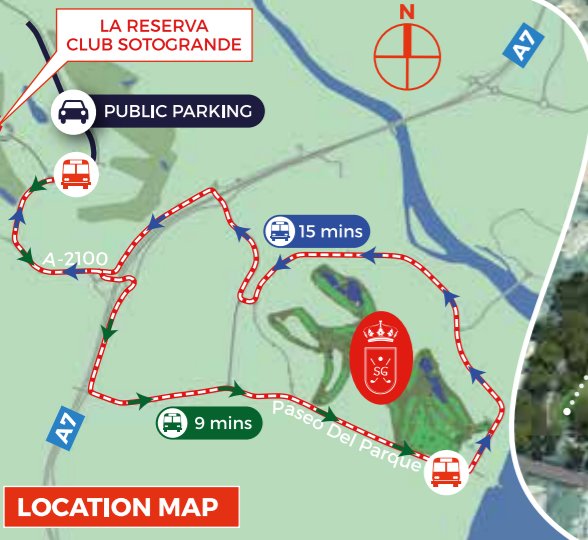 LA RESERVA
CLUB SOTOGRANDE
N
A7
PUBLIC PARKING
15 mins
A-2100
SG
9 mins
Paseo Del Parque
A7
LOCATION MAP